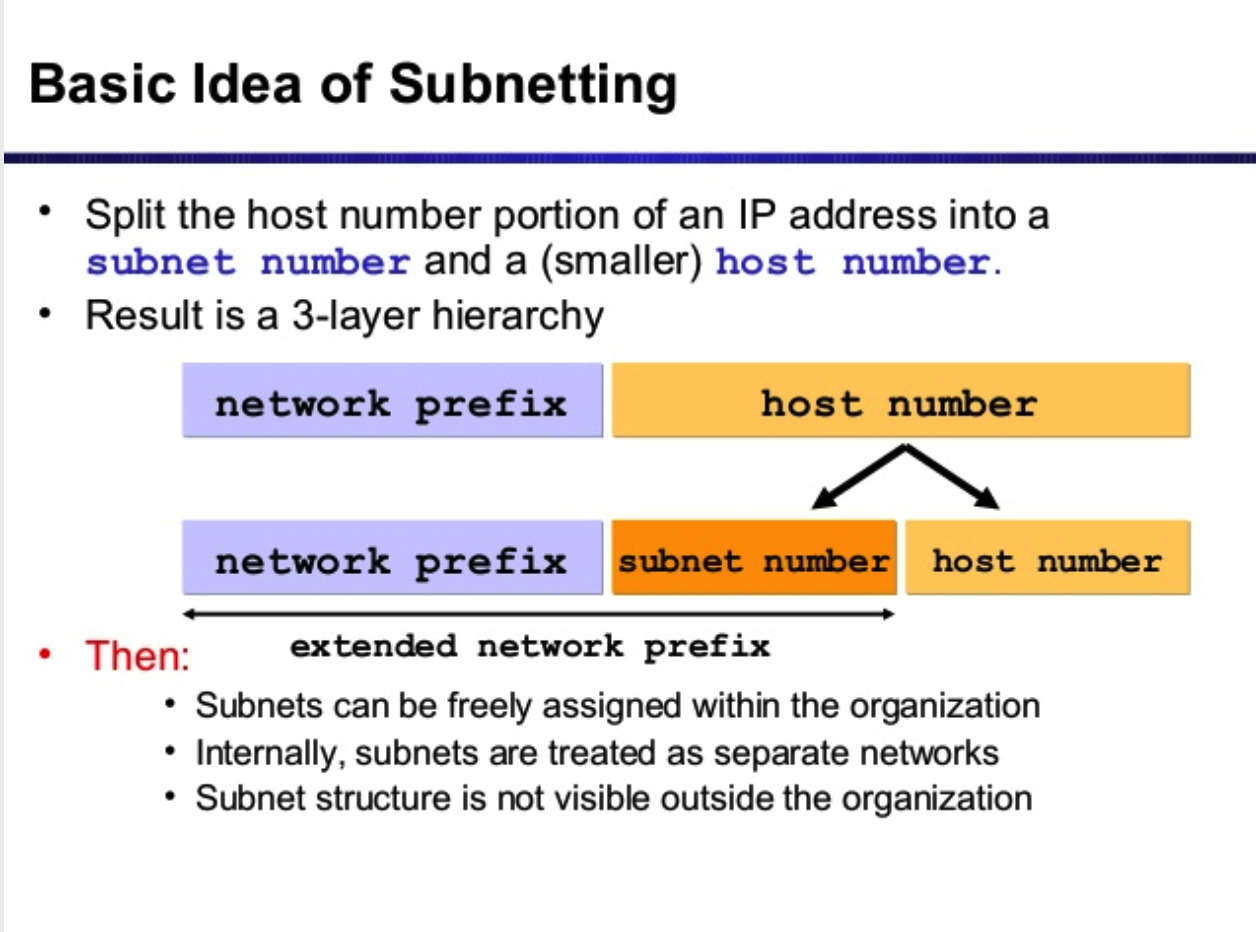 Basic Idea of Subnetting
• Split the host number portion of an IP address into a
subnet number and a (smaller) host number.
• Result is a 3-layer hierarchy
network prefix host number
network prefix subnet number host number
extended network prefix
• Then:
• Subnets can be freely assigned within the organization
• Internally, subnets are treated as separate networks
• Subnet structure is not visible outside the organization